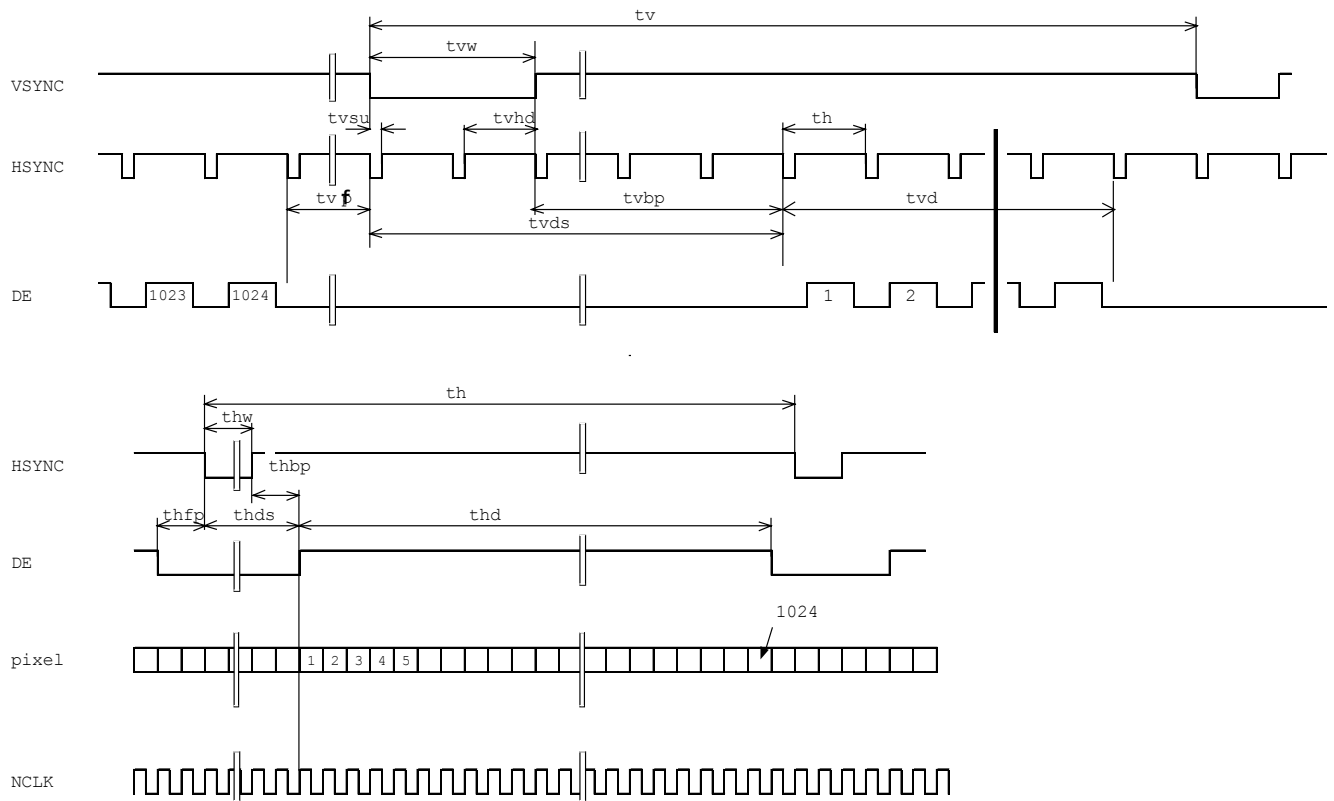 tv
tvw
VSYNC
tvsu
tvhd
th
HSYNC
tvfp
tvbp
tvd
tvds
DE
1023
1024
1
2
th
thw
HSYNC
thbp
thfp
thds
thd
DE
1024
pixel
1
2
3
4
5
NCLK